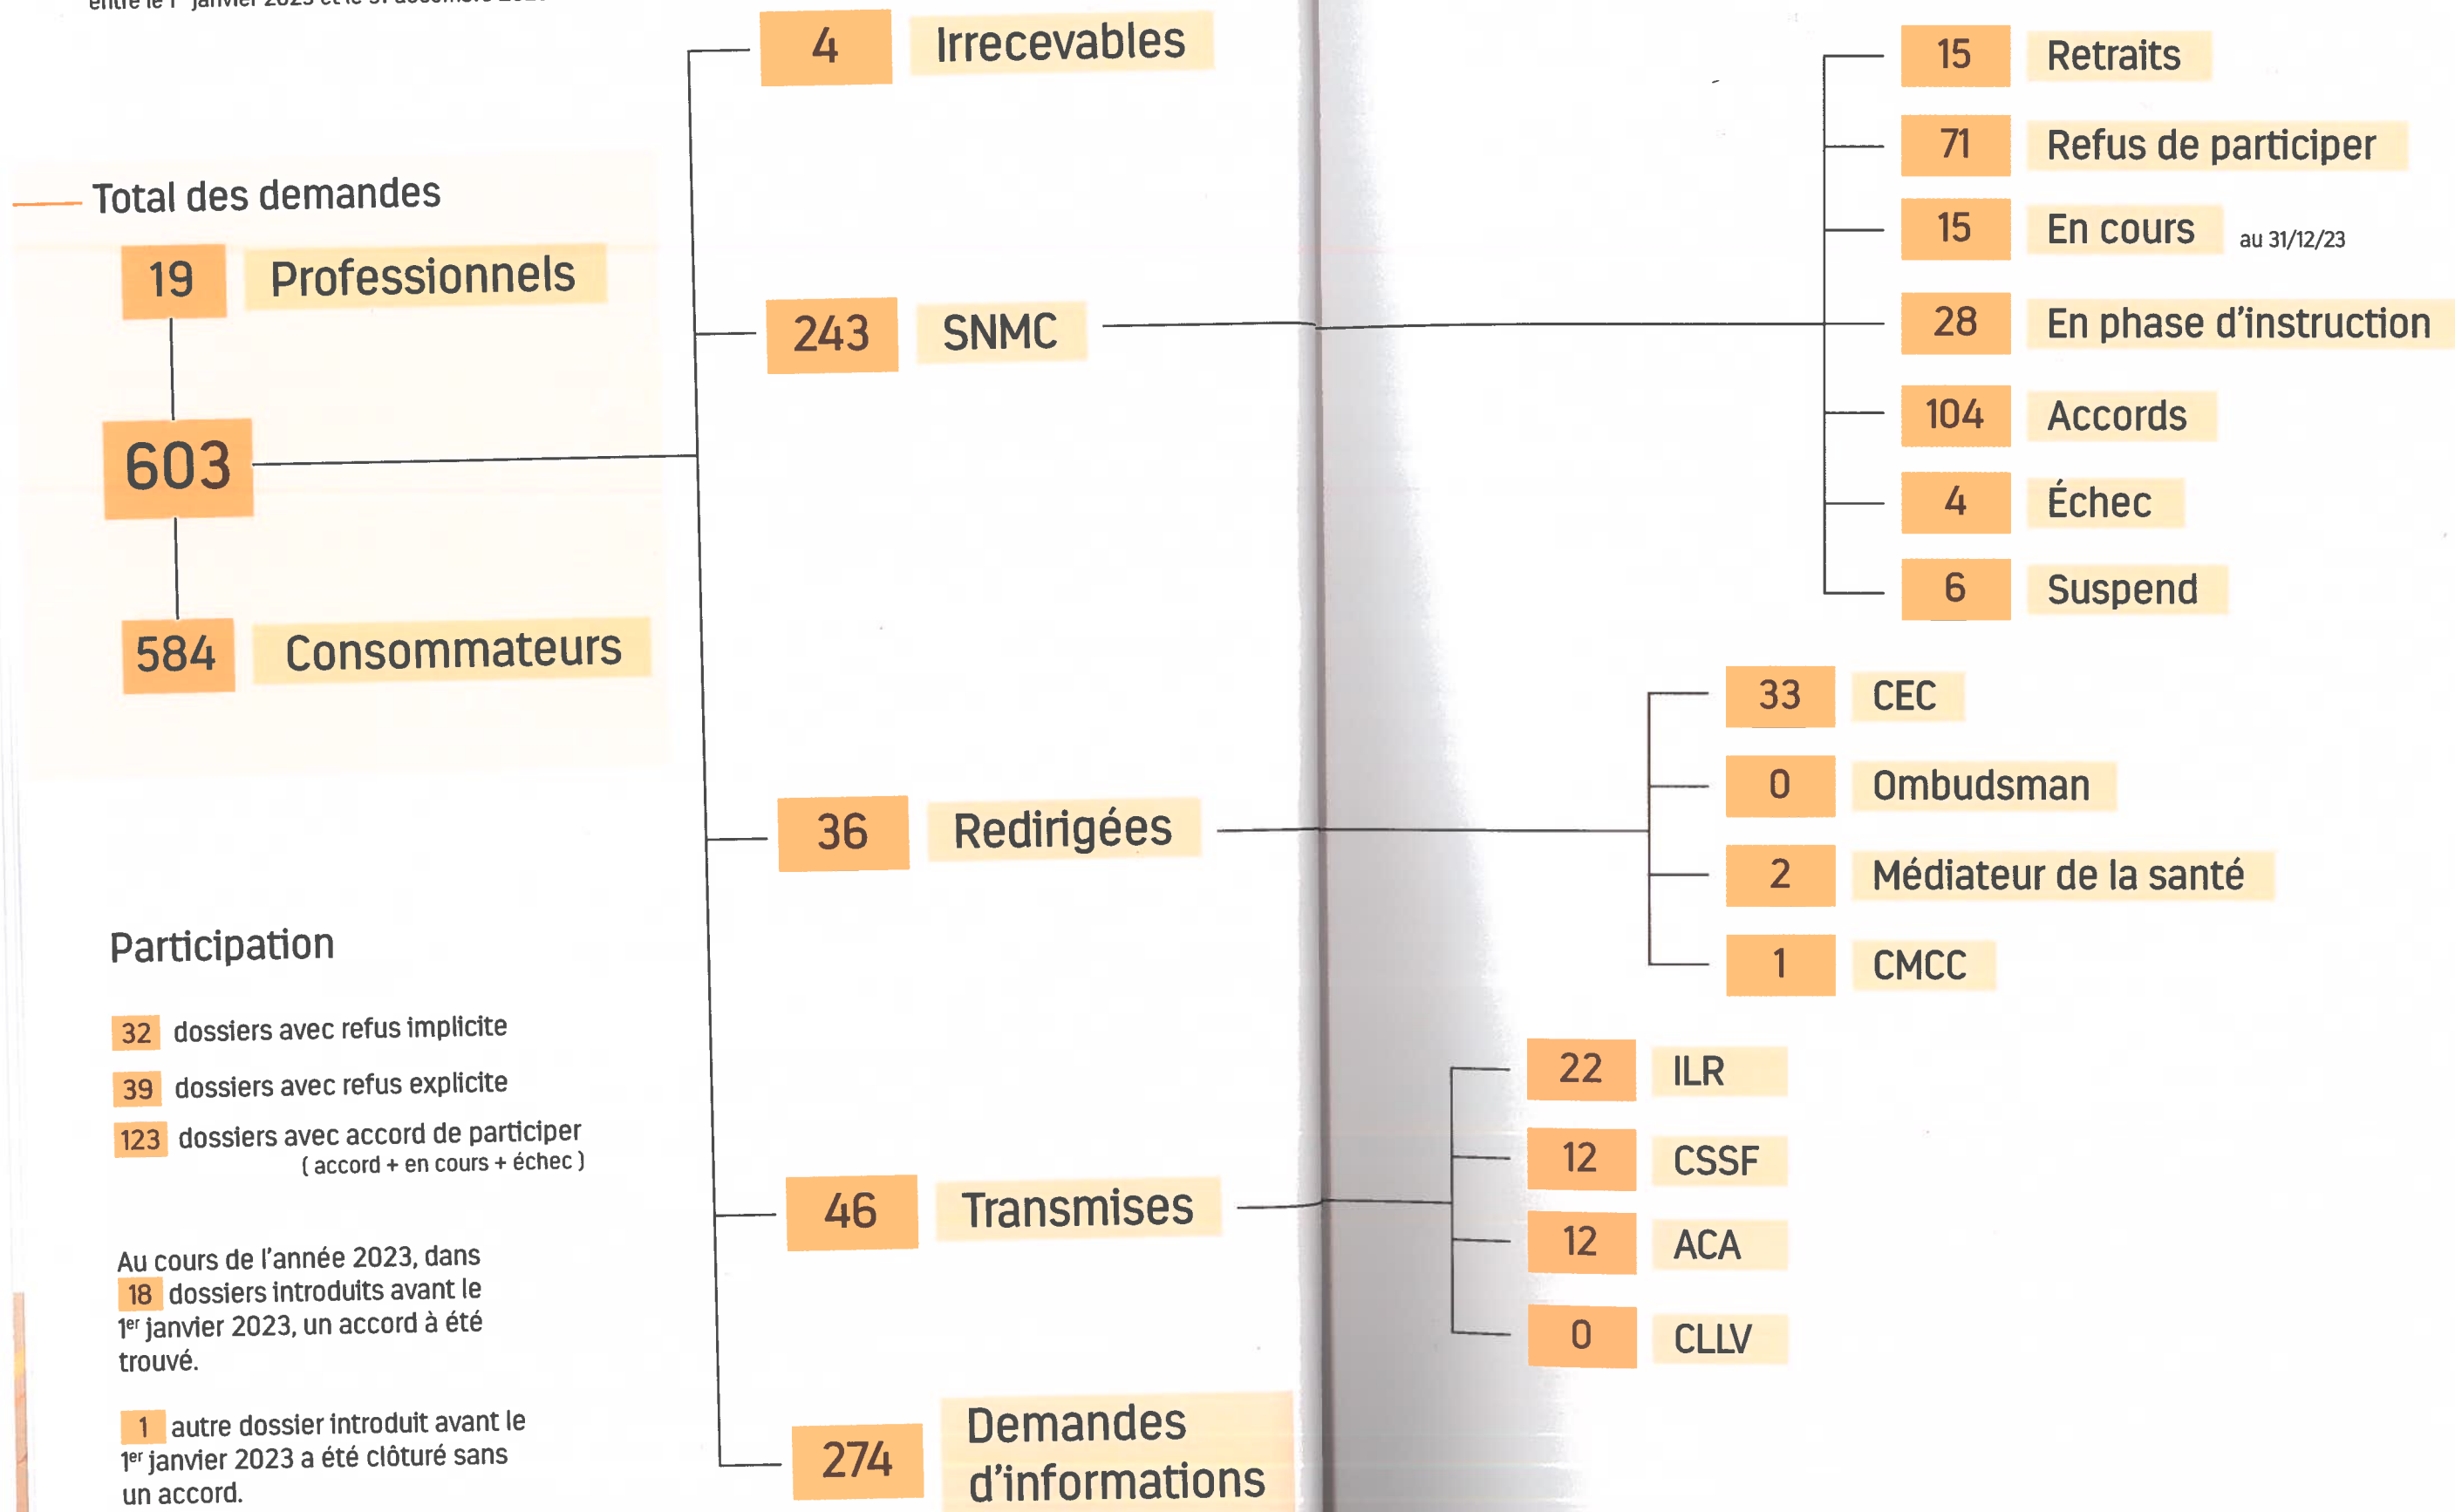 Total des demandes
19 Professionnels
603
584 Consommateurs
Participation
32 dossiers avec refus implicite
39 dossiers avec refus explicite
123 dossiers avec accord de participer
( accord + en cours + échec )
Au cours de l'année 2023, dans
18 dossiers introduits avant le
1er janvier 2023, un accord à été
trouvé.
1 autre dossier introduit avant le
1er janvier 2023 a été clôturé sans
un accord.
4 Irrecevables
243 SNMC
36 Redirigées
46 Transmises
274 Demandes
d'informations
15 Retraits
71 Refus de participer
15 En cours au 31/12/23
28 En phase d'instruction
104 Accords
4 Échec
6 Suspend
33 CEC
0 Ombudsman
2 Médiateur de la santé
1 CMCC
22 ILR
12 CSSF
12 ACA
0 CLLV